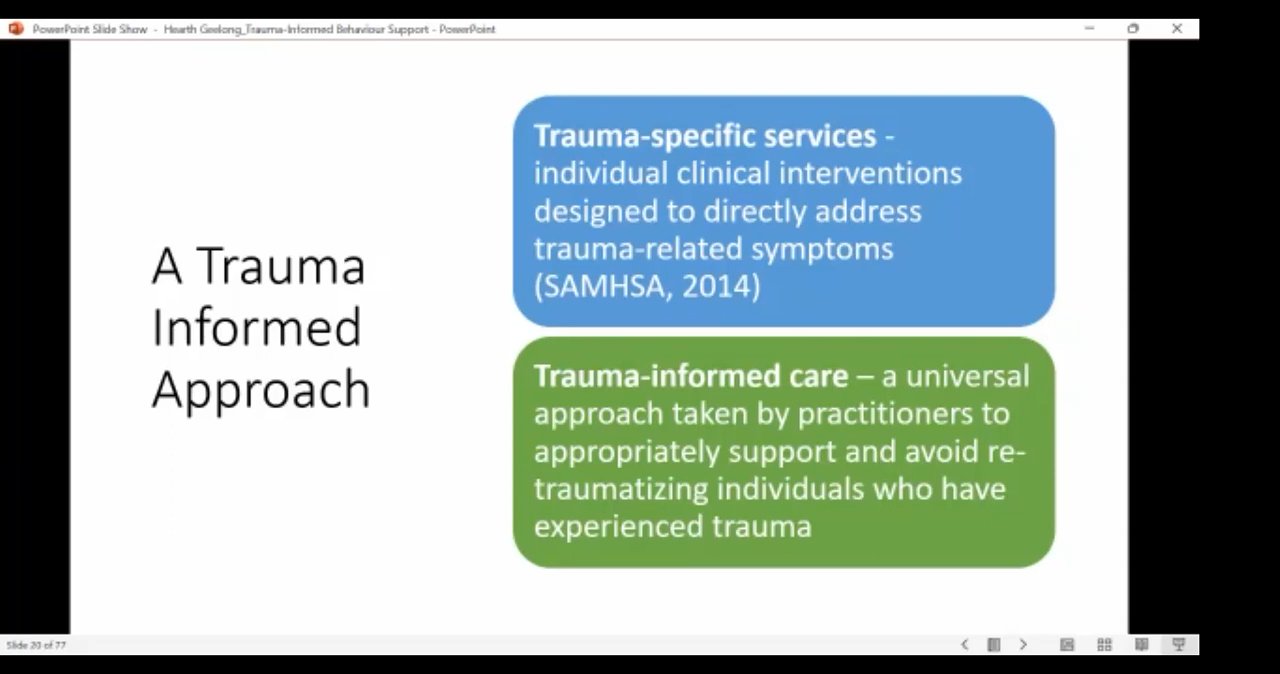 PowerPoint Slide Show - Hearth Geelong_Trauma-Informed Behaviour Support - PowerPoint
A Trauma
Informed
Approach
Trauma-specific services -
individual clinical interventions
designed to directly address
trauma-related symptoms
(SAMHSA, 2014)
Trauma-informed care – a universal
approach taken by practitioners to
appropriately support and avoid re-
traumatizing individuals who have
experienced trauma
Slide 20 of 77